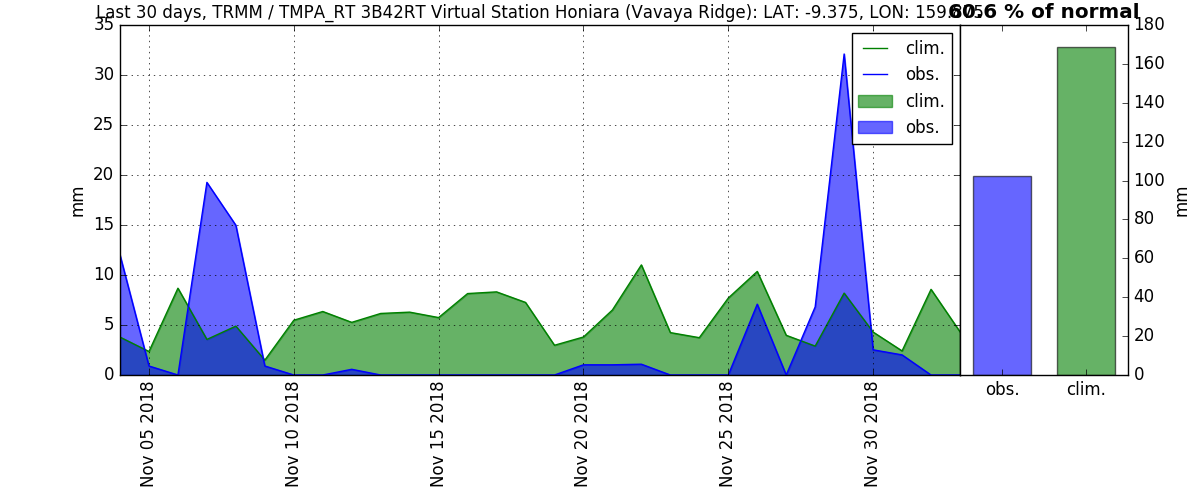 Last 30 days, TRMM / TMPA_RT 3B42RT Virtual Station Honiara (Vavaya Ridge): LAT: -9.375, LON: 159.875
60.6 % of normal
35
30
25
20
15
10
5
0
mm
clim.
obs.
clim.
obs.
Nov 05 2018
Nov 10 2018
Nov 15 2018
Nov 20 2018
Nov 25 2018
Nov 30 2018
180
160
140
120
100
80
60
40
20
0
mm
obs.
clim.